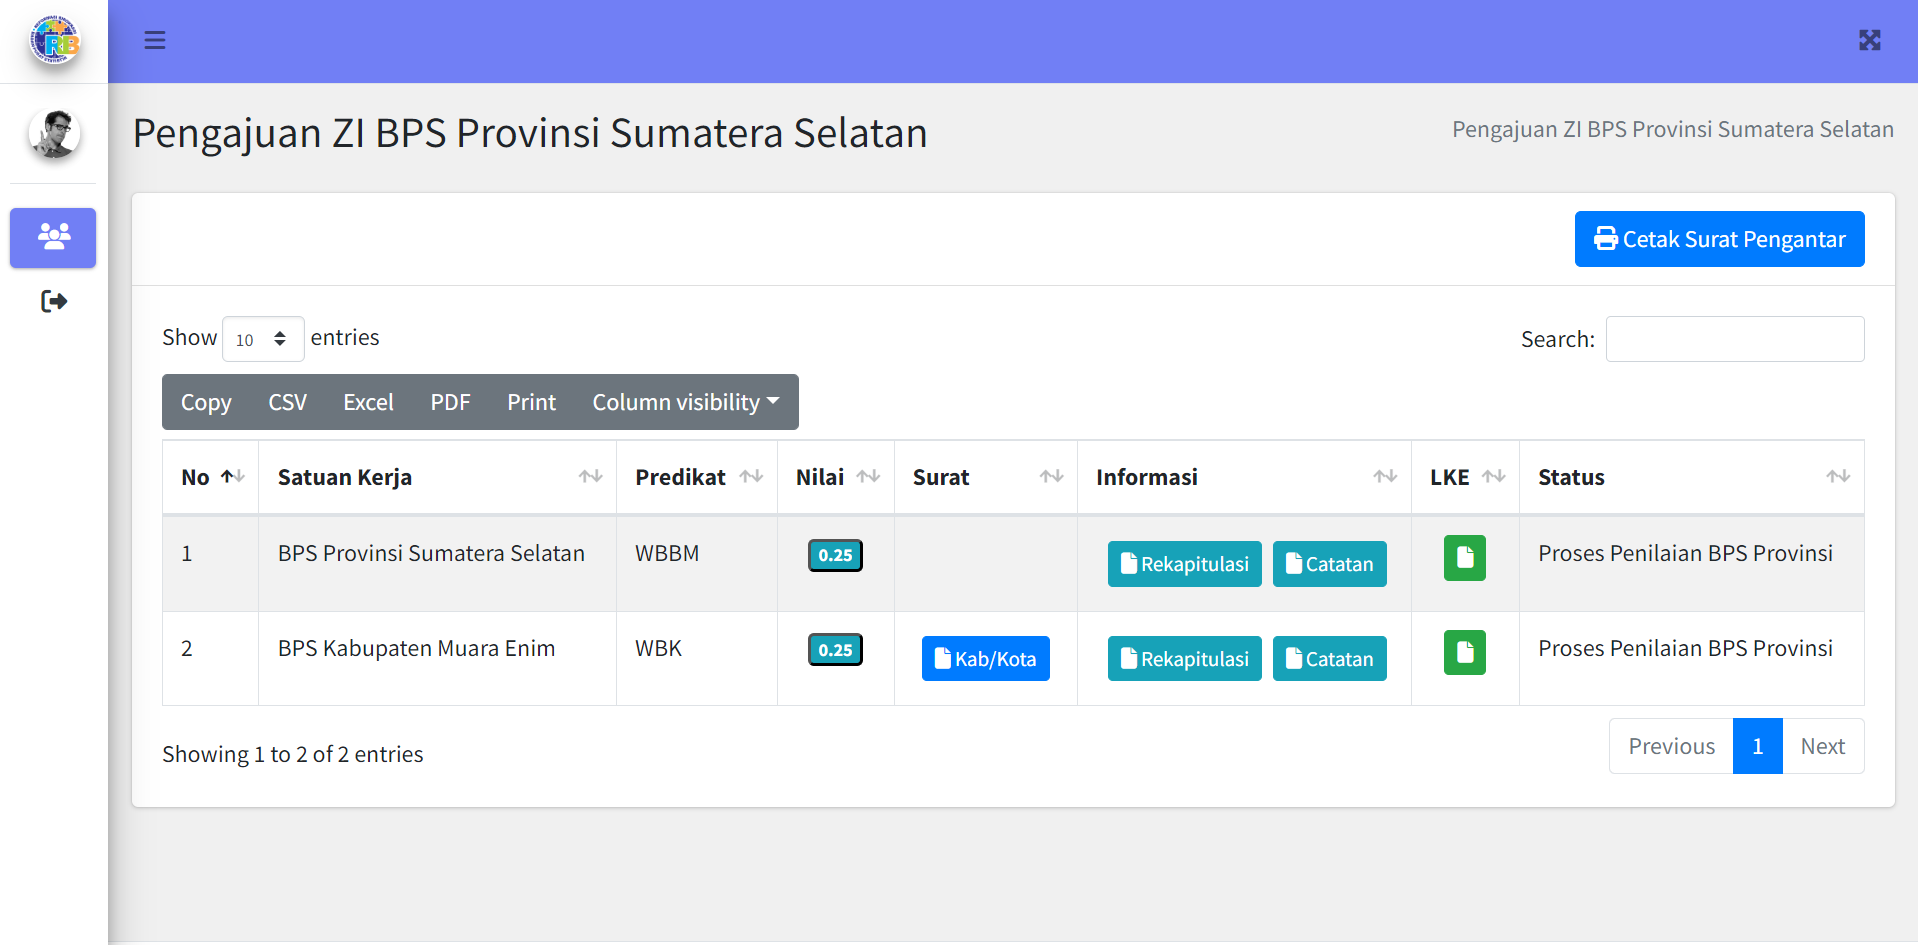 RB
Pengajuan ZI BPS Provinsi Sumatera Selatan
Pengajuan ZI BPS Provinsi Sumatera Selatan
Cetak Surat Pengantar
Show 10 entries
Search:
Copy CSV Excel PDF Print Column visibility
No Satuan Kerja Predikat Nilai Surat Informasi LKE Status
1 BPS Provinsi Sumatera Selatan WBBM 0.25 Rekapitulasi Catatan Proses Penilaian BPS Provinsi
2 BPS Kabupaten Muara Enim WBK 0.25 Kab/Kota Rekapitulasi Catatan Proses Penilaian BPS Provinsi
Showing 1 to 2 of 2 entries
Previous 1 Next